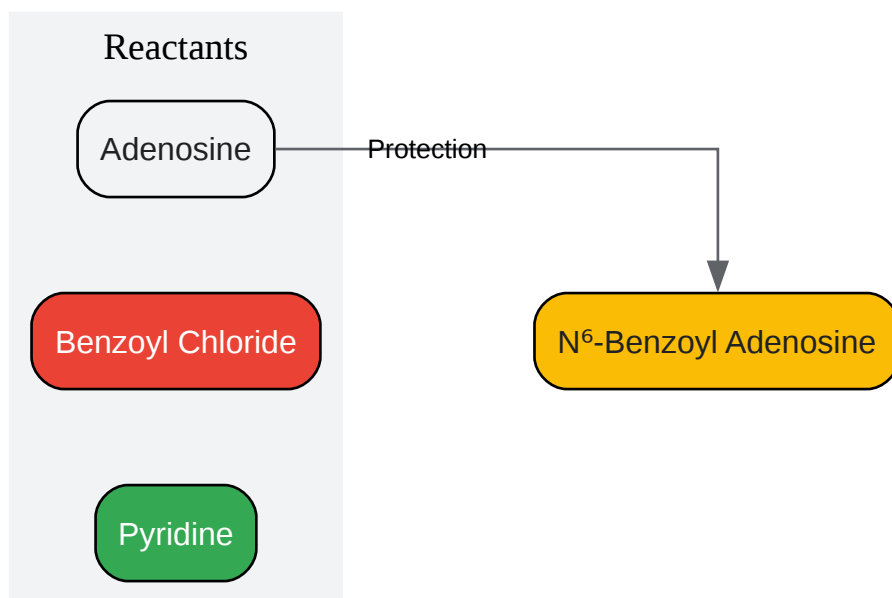 Reactants
Adenosine
Protection
Benzoyl Chloride
N⁶-Benzoyl Adenosine
Pyridine